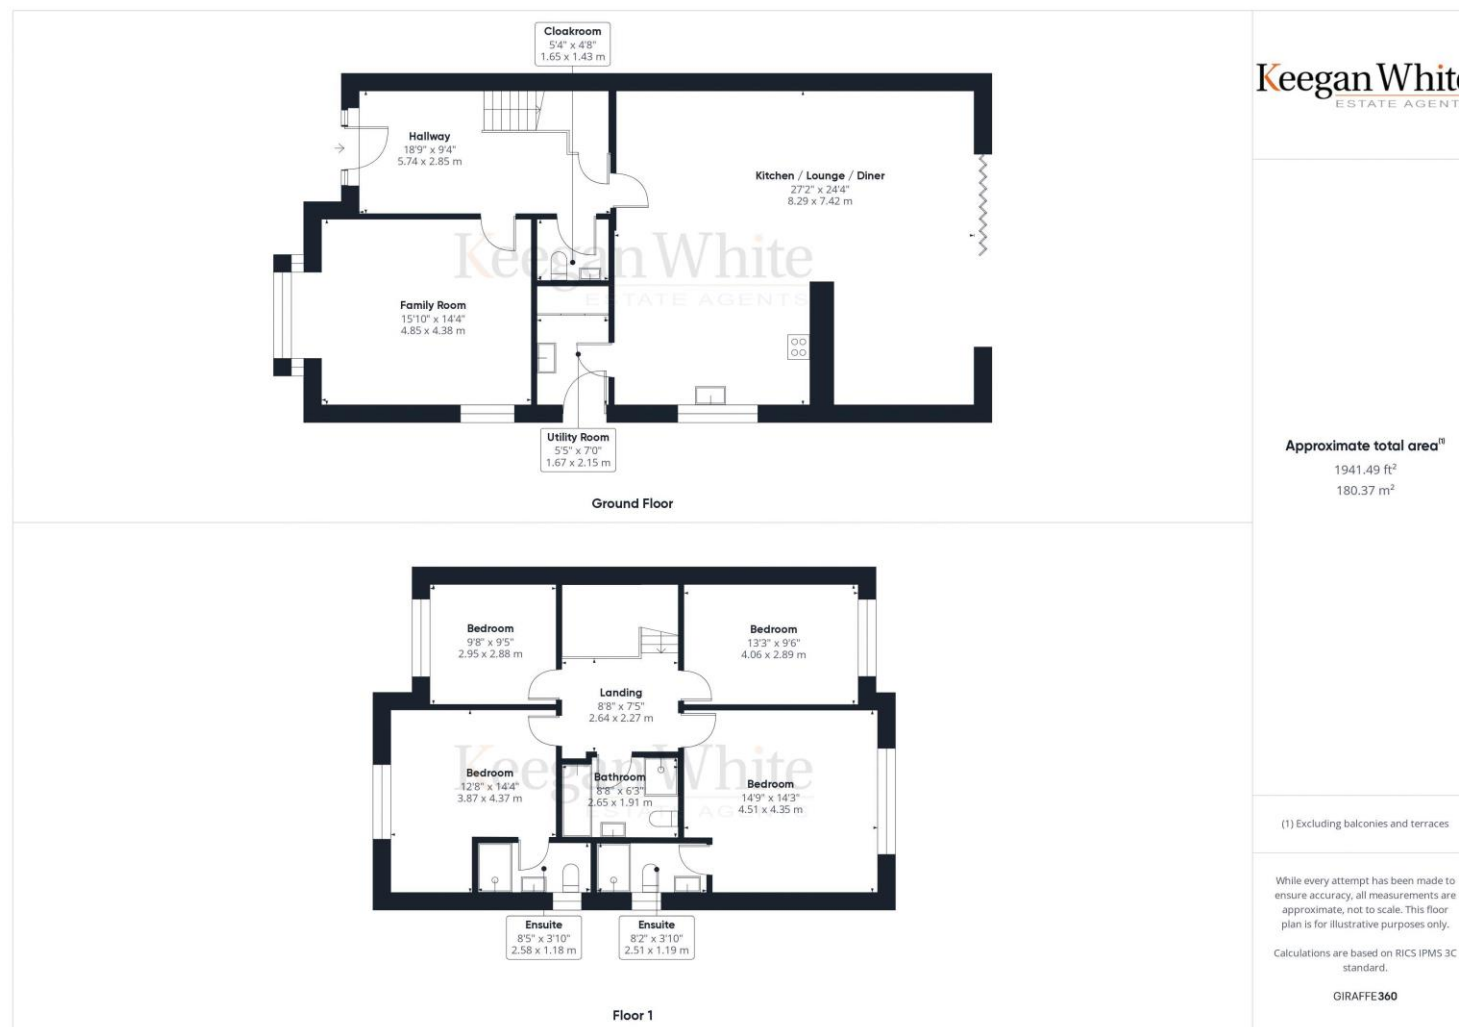 Cloakroom
5'4" x 4'8"
1.65 x 1.43 m
Hallway
18'9" x 9'4"
5.74 x 2.85 m
Kitchen / Lounge / Diner
27'2" x 24'4"
8.29 x 7.42 m
Keegan White
ESTATE AGENTS
Family Room
15'10" x 14'4"
4.85 x 4.38 m
Utility Room
5'5" x 7'0"
1.67 x 2.15 m
Ground Floor
Bedroom
9'8" x 9'5"
2.95 x 2.88 m
Bedroom
13'3" x 9'6"
4.06 x 2.89 m
Landing
8'8" x 7'5"
2.64 x 2.27 m
Keegan White
ESTATE AGENTS
Bedroom
12'8" x 14'4"
3.87 x 4.37 m
Bathroom
8'8" x 6'3"
2.65 x 1.91 m
Bedroom
14'9" x 14'3"
4.51 x 4.35 m
Ensuite
8'5" x 3'10"
2.58 x 1.18 m
Ensuite
8'2" x 3'10"
2.51 x 1.19 m
Floor 1
Keegan White
ESTATE AGENT
Approximate total area(1)
1941.49 ft²
180.37 m²
(1) Excluding balconies and terraces
While every attempt has been made to
ensure accuracy, all measurements are
approximate, not to scale. This floor
plan is for illustrative purposes only.
Calculations are based on RICS IPMS 3C
standard.
GIRAFFE360